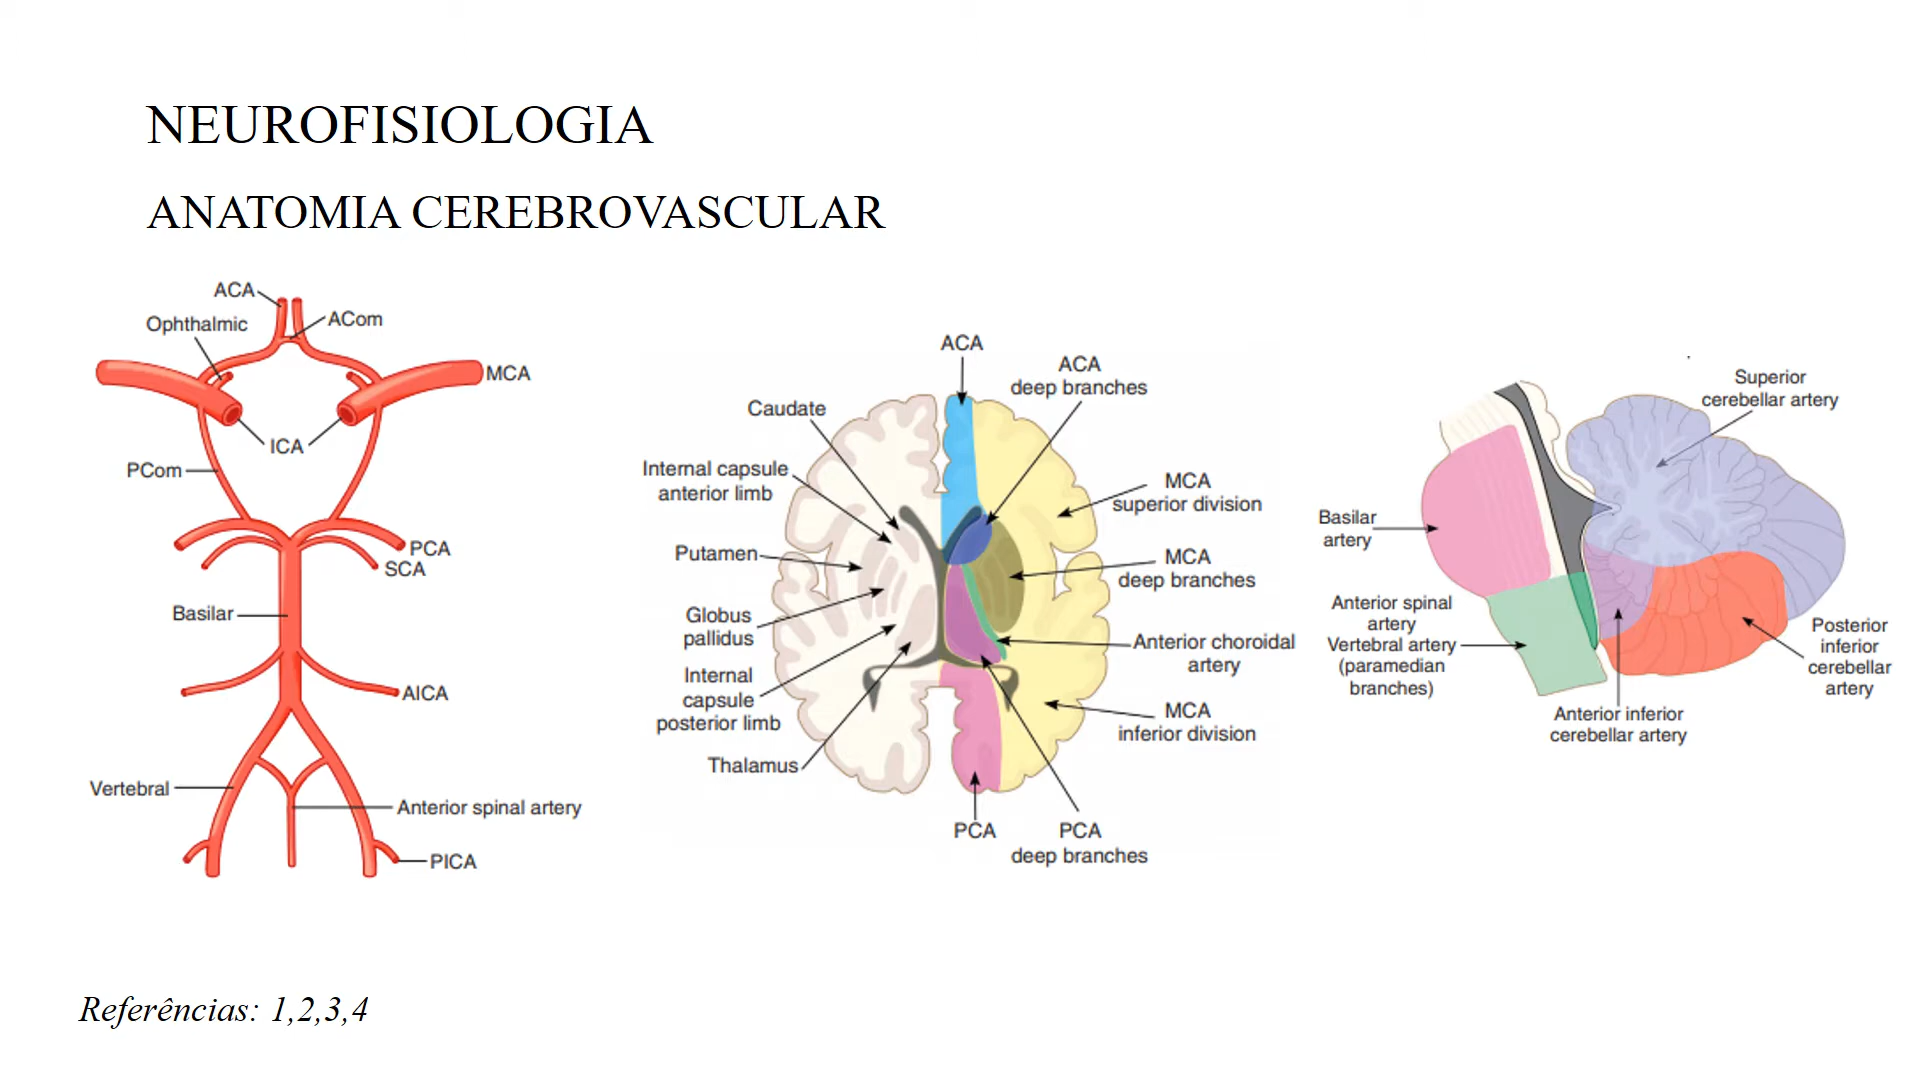 NEUROFISIOLOGIA
ANATOMIA CEREBROVASCULAR
ACA
Ophthalmic
ACom
MCA
ICA
PCom
PCA
SCA
Basilar
AICA
Vertebral
Anterior spinal artery
PICA
ACA
ACA
deep branches
Caudate
Internal capsule
anterior limb
MCA
superior division
Putamen
MCA
deep branches
Globus
pallidus
Anterior choroidal
artery
Internal
capsule
posterior limb
MCA
inferior division
Thalamus
PCA
PCA
deep branches
Superior
cerebellar artery
Basilar
artery
Anterior spinal
artery
Vertebral artery
(paramedian
branches)
Posterior
inferior
cerebellar
artery
Anterior inferior
cerebellar artery
Referências: 1,2,3,4